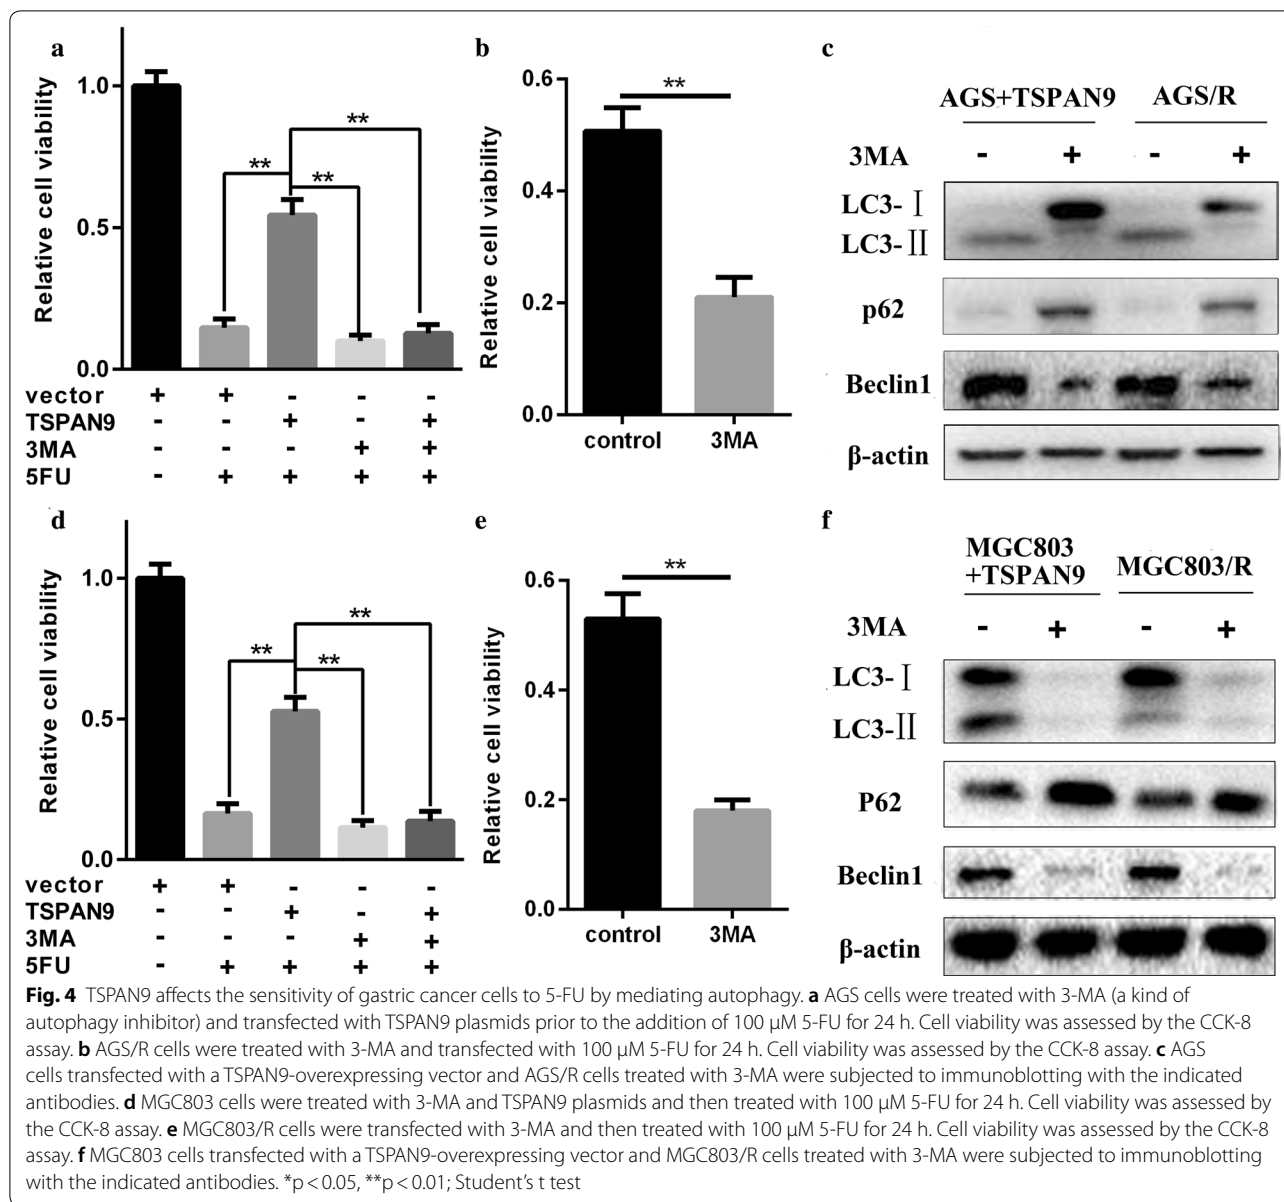 a
Relative cell viability
1.0
0.5
0.0
**
**
**
vector + + - - -
TSPAN9 - - + - +
3MA - - - + +
5FU - + + + +
b
Relative cell viability
0.6
0.4
0.2
0.0
**
control 3MA
c
AGS+TSPAN9 AGS/R
3MA - + - +
LC3- I
LC3-II
p62
Beclin1
β-actin
d
Relative cell viability
1.0
0.5
0.0
**
**
**
vector + + - - -
TSPAN9 - - + - +
3MA - - - + +
5FU - + + + +
e
Relative cell viability
0.6
0.4
0.2
0.0
**
control 3MA
f
MGC803
+TSPAN9 MGC803/R
3MA - + - +
LC3- I
LC3-II
P62
Beclin1
β-actin
Fig. 4 TSPAN9 affects the sensitivity of gastric cancer cells to 5-FU by mediating autophagy. a AGS cells were treated with 3-MA (a kind of
autophagy inhibitor) and transfected with TSPAN9 plasmids prior to the addition of 100 µM 5-FU for 24 h. Cell viability was assessed by the CCK-8
assay. b AGS/R cells were treated with 3-MA and transfected with 100 µM 5-FU for 24 h. Cell viability was assessed by the CCK-8 assay. c AGS
cells transfected with a TSPAN9-overexpressing vector and AGS/R cells treated with 3-MA were subjected to immunoblotting with the indicated
antibodies. d MGC803 cells were treated with 3-MA and TSPAN9 plasmids and then treated with 100 µM 5-FU for 24 h. Cell viability was assessed by
the CCK-8 assay. e MGC803/R cells were transfected with 3-MA and then treated with 100 µM 5-FU for 24 h. Cell viability was assessed by the CCK-8
assay. f MGC803 cells transfected with a TSPAN9-overexpressing vector and MGC803/R cells treated with 3-MA were subjected to immunoblotting
with the indicated antibodies. *p < 0.05, **p < 0.01; Student's t test